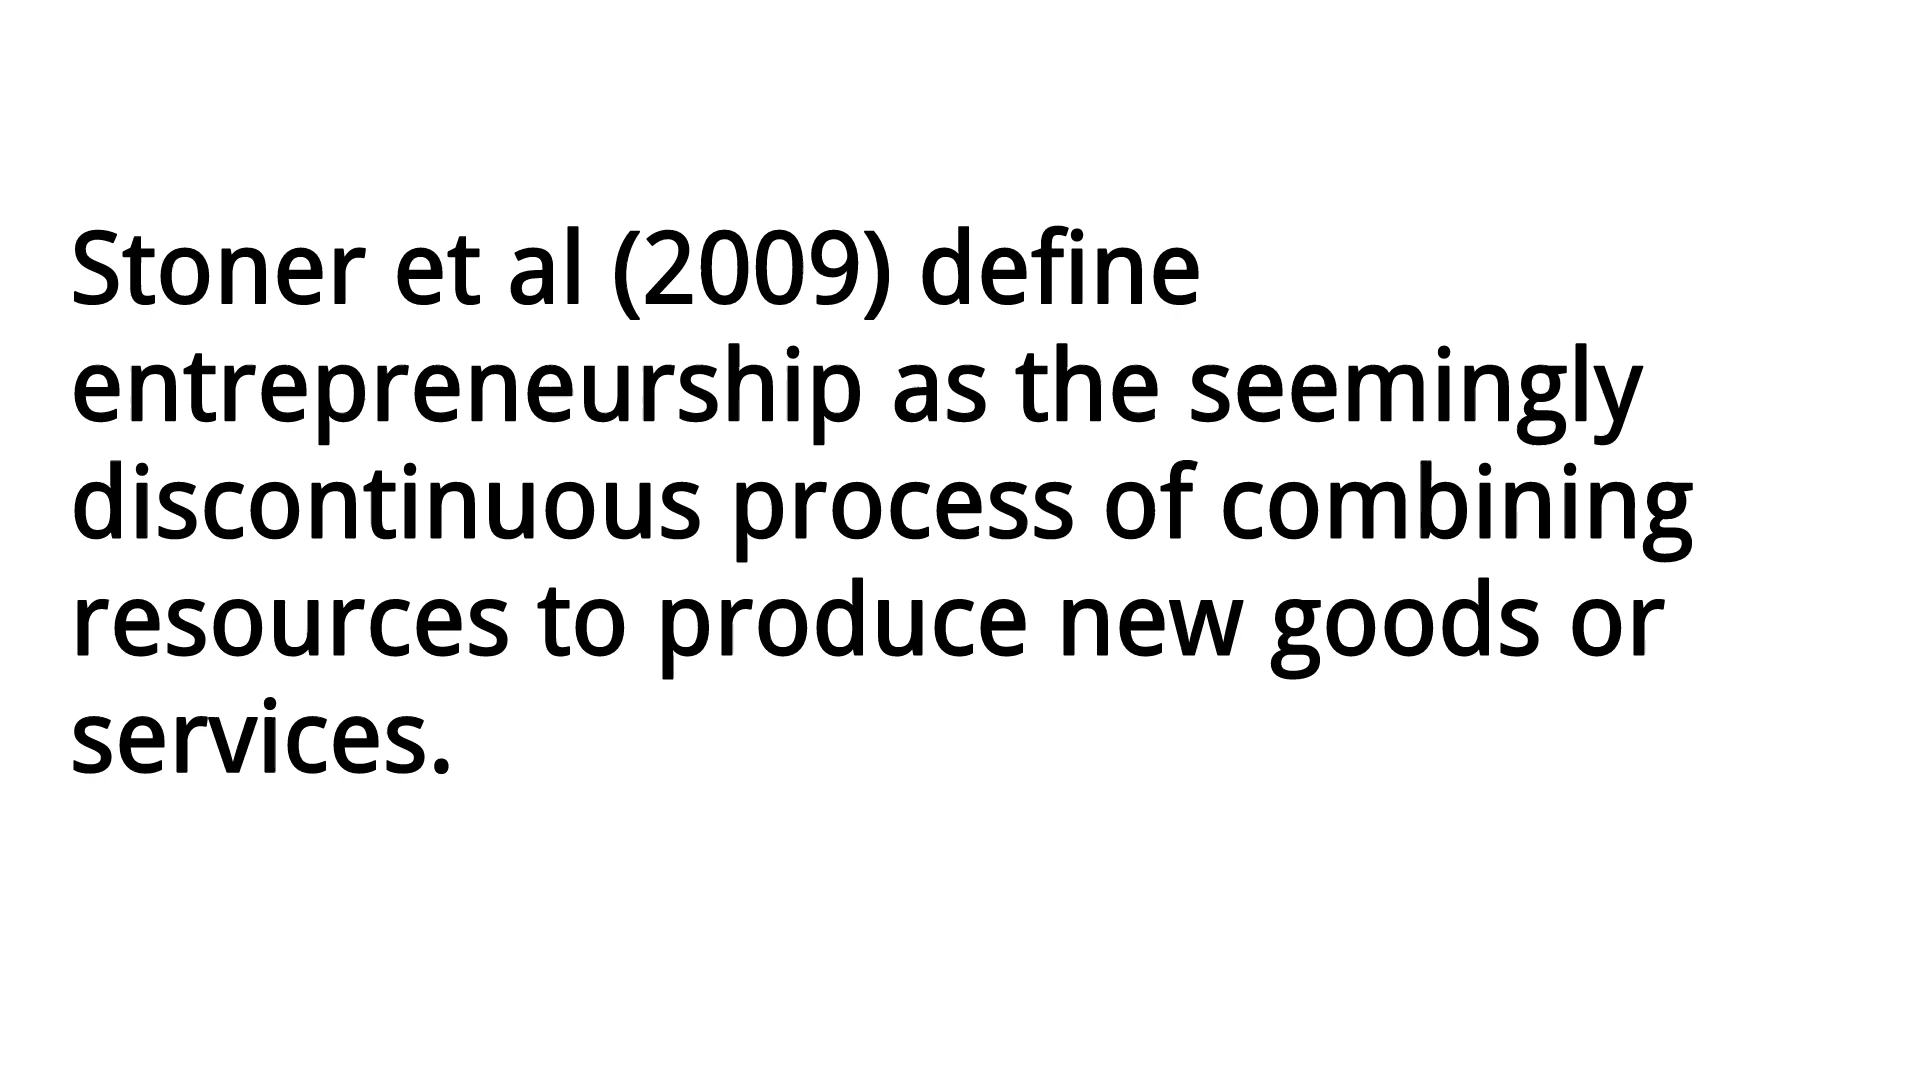 Stoner et al (2009) define
entrepreneurship as the seemingly
discontinuous process of combining
resources to produce new goods or
services.